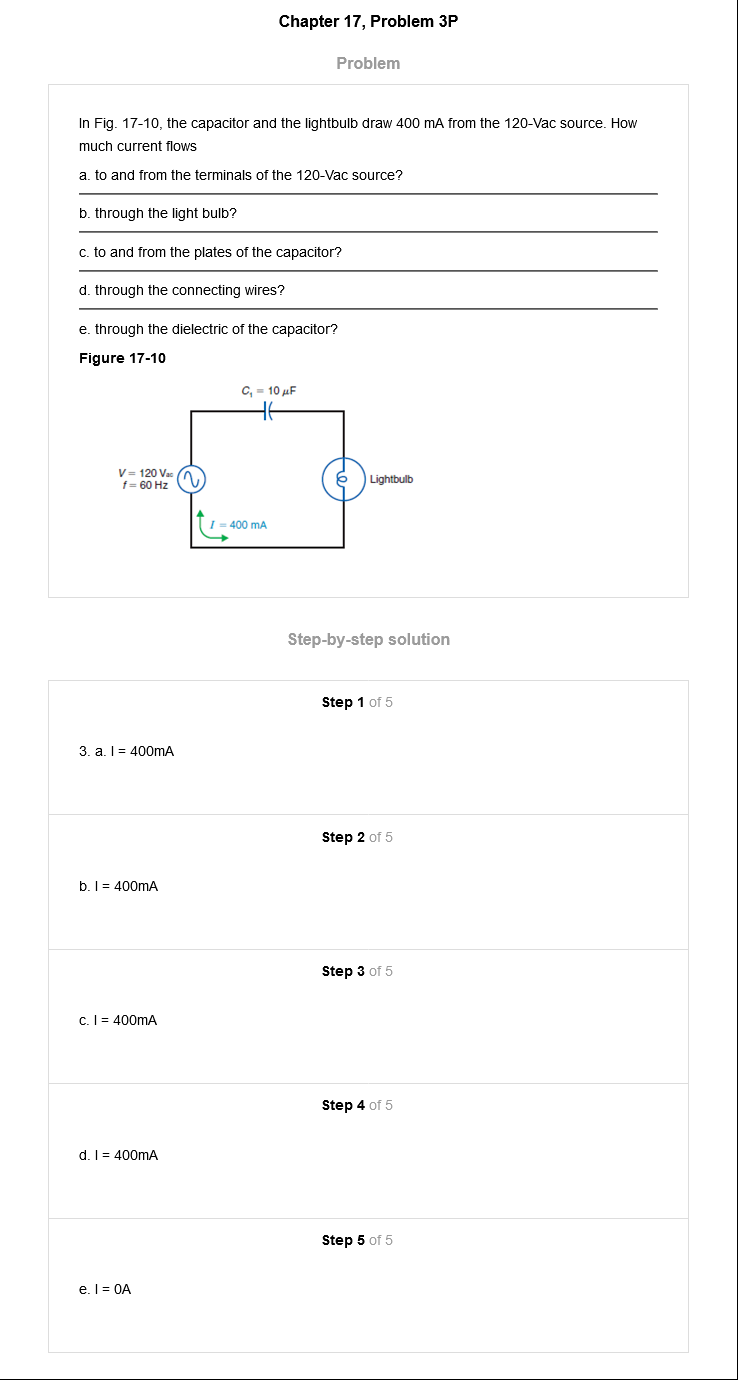 Chapter 17, Problem 3P
Problem
In Fig. 17-10, the capacitor and the lightbulb draw 400 mA from the 120-Vac source. How
much current flows
a. to and from the terminals of the 120-Vac source?
b. through the light bulb?
c. to and from the plates of the capacitor?
d. through the connecting wires?
e. through the dielectric of the capacitor?
Figure 17-10
C₁ = 10 μF
V = 120 Vac
f = 60 Hz
Lightbulb
I = 400 mA
Step-by-step solution
Step 1 of 5
3. a. I = 400mA
Step 2 of 5
b. I = 400mA
Step 3 of 5
c. I = 400mA
Step 4 of 5
d. I = 400mA
Step 5 of 5
e. I = 0A